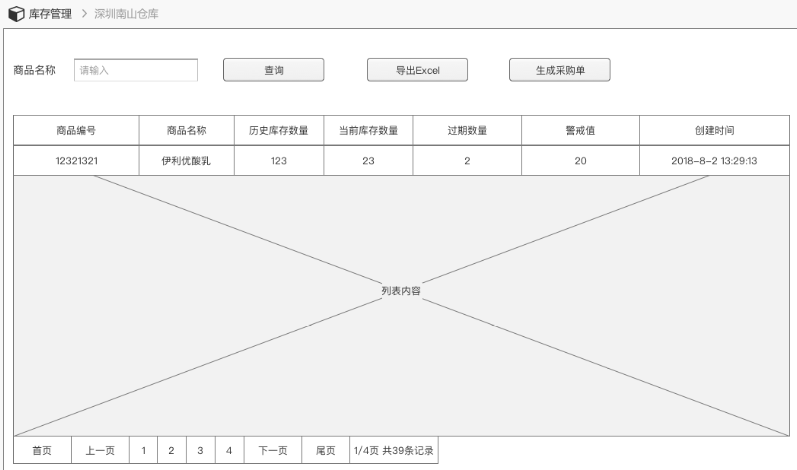 库存管理 > 深圳南山仓库
商品名称 请输入 查询 导出Excel 生成采购单
商品编号 商品名称 历史库存数量 当前库存数量 过期数量 警戒值 创建时间
12321321 伊利优酸乳 123 23 2 20 2018-8-2 13:29:13
列表内容
首页 上一页 1 2 3 4 下一页 尾页 1/4页 共39条记录